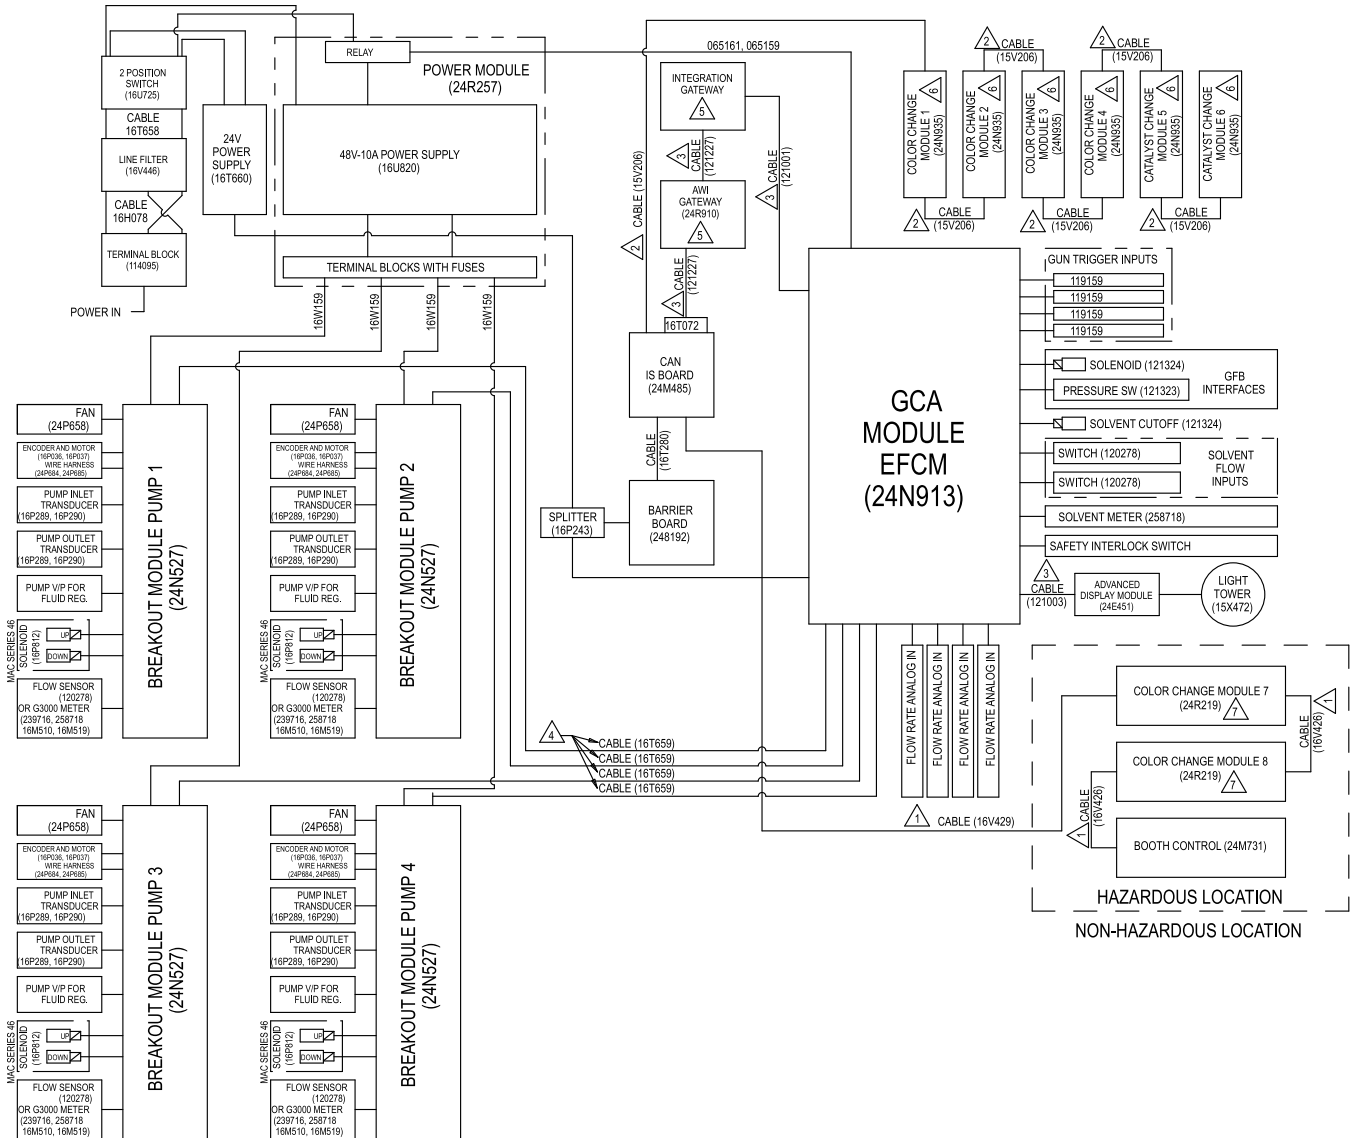 2 POSITION
SWITCH
(16U725)
CABLE
16T658
LINE FILTER
(16V446)
CABLE
16H078
TERMINAL BLOCK
(114095)
POWER IN
24V
POWER
SUPPLY
(16T660)
RELAY
POWER MODULE
(24R257)
48V-10A POWER SUPPLY
(16U820)
TERMINAL BLOCKS WITH FUSES
16W159
16W159
16W159
16W159
065161, 065159
INTEGRATION
GATEWAY
5
3
CABLE
(121227)
AWI
GATEWAY
(24R910)
5
3
CABLE
(121227)
3
CABLE
(121001)
2
CABLE (15V206)
16T072
CAN
IS BOARD
(24M485)
CABLE
(16T280)
BARRIER
BOARD
(248192)
SPLITTER
(16P243)
GCA
MODULE
EFCM
(24N913)
2
CABLE
(15V206)
2
CABLE
(15V206)
COLOR CHANGE
MODULE 1
(24N935)
6
COLOR CHANGE
MODULE 2
(24N935)
6
COLOR CHANGE
MODULE 3
(24N935)
6
COLOR CHANGE
MODULE 4
(24N935)
6
CATALYST CHANGE
MODULE 5
(24N935)
6
CATALYST CHANGE
MODULE 6
(24N935)
6
2
CABLE
(15V206)
2
CABLE
(15V206)
2
CABLE
(15V206)
GUN TRIGGER INPUTS
119159
119159
119159
119159
SOLENOID (121324)
PRESSURE SW (121323)
GFB
INTERFACES
SOLVENT CUTOFF (121324)
SWITCH (120278)
SWITCH (120278)
SOLVENT
FLOW
INPUTS
SOLVENT METER (258718)
SAFETY INTERLOCK SWITCH
3
CABLE
(121003)
ADVANCED
DISPLAY MODULE
(24E451)
LIGHT
TOWER
(15X472)
FLOW RATE ANALOG IN
FLOW RATE ANALOG IN
FLOW RATE ANALOG IN
FLOW RATE ANALOG IN
COLOR CHANGE MODULE 7
(24R219)
7
1
CABLE
(16V426)
COLOR CHANGE MODULE 8
(24R219)
7
1
CABLE
(16V426)
BOOTH CONTROL (24M731)
HAZARDOUS LOCATION
NON-HAZARDOUS LOCATION
1
CABLE (16V429)
4
CABLE (16T659)
CABLE (16T659)
CABLE (16T659)
CABLE (16T659)
FAN
(24P658)
ENCODER AND MOTOR
(16P036, 16P037)
WIRE HARNESS
(24P684, 24P685)
PUMP INLET
TRANSDUCER
(16P289, 16P290)
PUMP OUTLET
TRANSDUCER
(16P289, 16P290)
PUMP V/P FOR
FLUID REG.
MAC SERIES 46
SOLENOID
(16P812)
UP
DOWN
FLOW SENSOR
(120278)
OR G3000 METER
(239716, 258718
16M510, 16M519)
BREAKOUT MODULE PUMP 1
(24N527)
FAN
(24P658)
ENCODER AND MOTOR
(16P036, 16P037)
WIRE HARNESS
(24P684, 24P685)
PUMP INLET
TRANSDUCER
(16P289, 16P290)
PUMP OUTLET
TRANSDUCER
(16P289, 16P290)
PUMP V/P FOR
FLUID REG.
MAC SERIES 46
SOLENOID
(16P812)
UP
DOWN
FLOW SENSOR
(120278)
OR G3000 METER
(239716, 258718
16M510, 16M519)
BREAKOUT MODULE PUMP 2
(24N527)
FAN
(24P658)
ENCODER AND MOTOR
(16P036, 16P037)
WIRE HARNESS
(24P684, 24P685)
PUMP INLET
TRANSDUCER
(16P289, 16P290)
PUMP OUTLET
TRANSDUCER
(16P289, 16P290)
PUMP V/P FOR
FLUID REG.
MAC SERIES 46
SOLENOID
(16P812)
UP
DOWN
FLOW SENSOR
(120278)
OR G3000 METER
(239716, 258718
16M510, 16M519)
BREAKOUT MODULE PUMP 3
(24N527)
FAN
(24P658)
ENCODER AND MOTOR
(16P036, 16P037)
WIRE HARNESS
(24P684, 24P685)
PUMP INLET
TRANSDUCER
(16P289, 16P290)
PUMP OUTLET
TRANSDUCER
(16P289, 16P290)
PUMP V/P FOR
FLUID REG.
MAC SERIES 46
SOLENOID
(16P812)
UP
DOWN
FLOW SENSOR
(120278)
OR G3000 METER
(239716, 258718
16M510, 16M519)
BREAKOUT MODULE PUMP 4
(24N527)